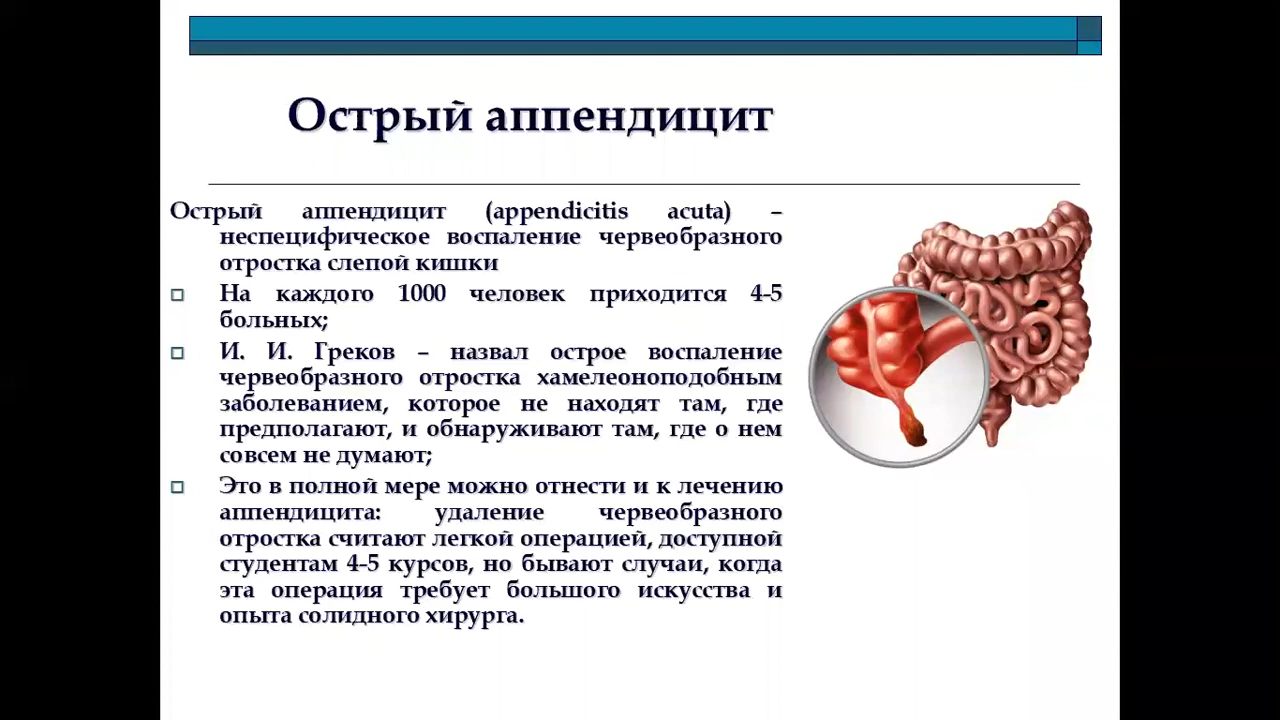 Острый аппендицит
Острый аппендицит (appendicitis acuta) –
неспецифическое воспаление червеобразного
отростка слепой кишки
На каждого 1000 человек приходится 4-5
больных;
И. И. Греков – назвал острое воспаление
червеобразного отростка хамелеоноподобным
заболеванием, которое не находят там, где
предполагают, и обнаруживают там, где о нем
совсем не думают;
Это в полной мере можно отнести и к лечению
аппендицита: удаление червеобразного
отростка считают легкой операцией, доступной
студентам 4-5 курсов, но бывают случаи, когда
эта операция требует большого искусства и
опыта солидного хирурга.